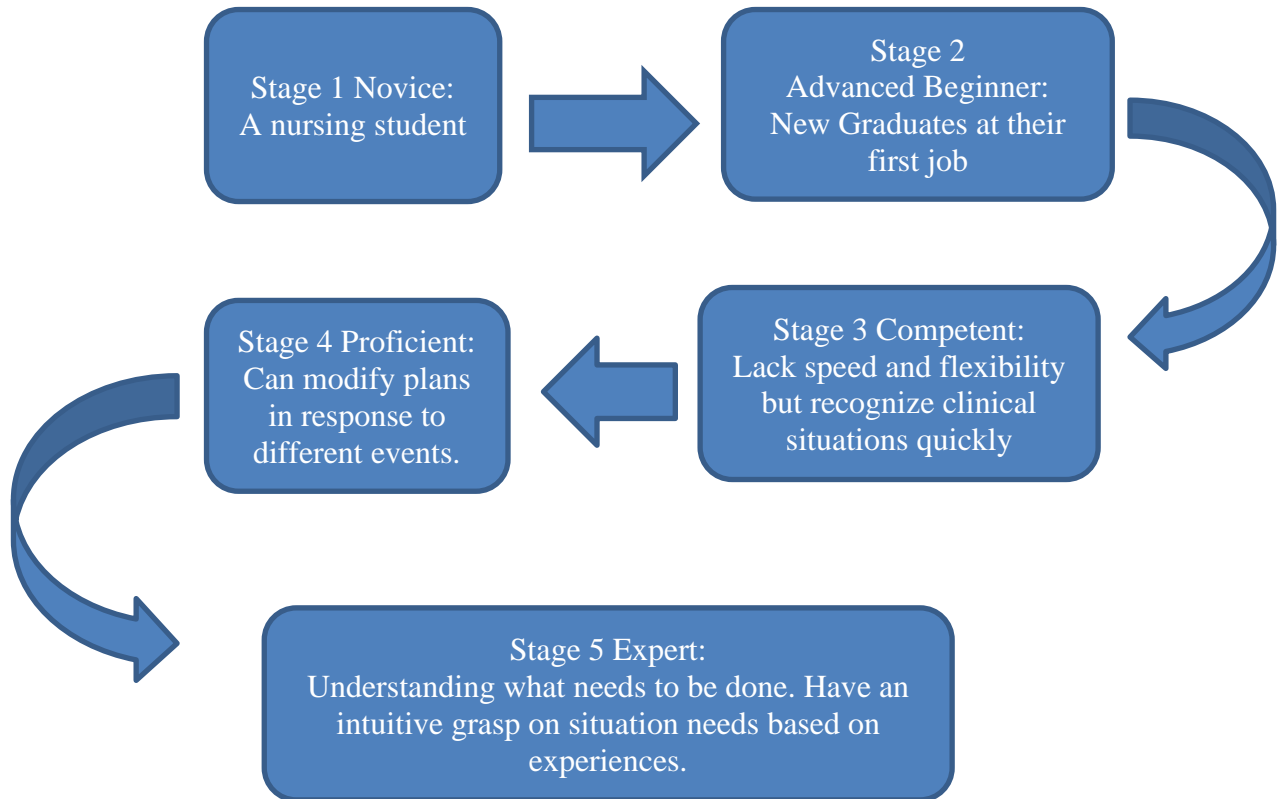 Stage 1 Novice:
A nursing student
Stage 2
Advanced Beginner:
New Graduates at their
first job
Stage 3 Competent:
Lack speed and flexibility
but recognize clinical
situations quickly
Stage 4 Proficient:
Can modify plans
in response to
different events.
Stage 5 Expert:
Understanding what needs to be done. Have an
intuitive grasp on situation needs based on
experiences.